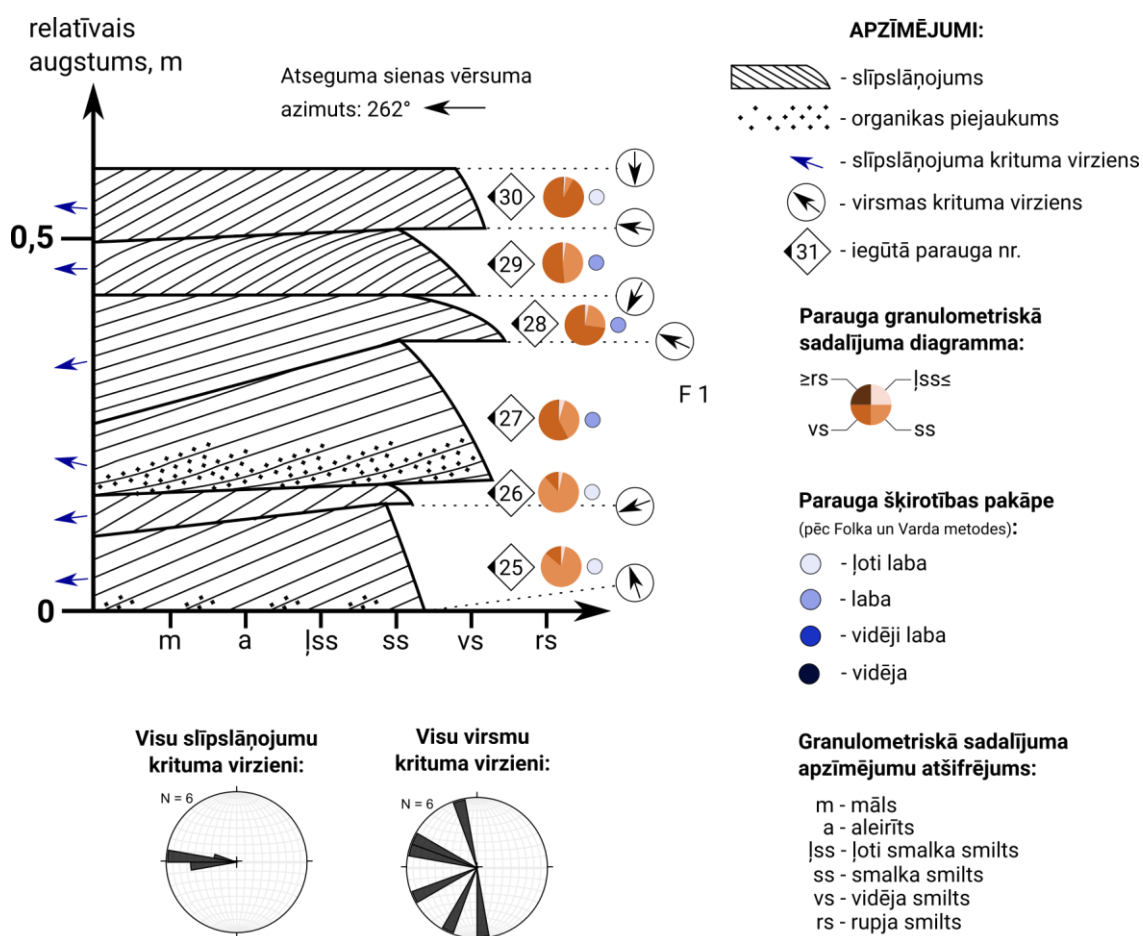 relatīvais
augstums, m
Atseguma sienas vērsuma
azimuts: 262°
0,5
0
30
29
28
27
26
25
F 1
m a ļss ss vs rs
APZĪMĒJUMI:
- slīpslāņojums
- organikas piejaukums
- slīpslāņojuma krituma virziens
- virsmas krituma virziens
31 - iegūtā parauga nr.
Parauga granulometriskā
sadalījuma diagramma:
≥rs ļss≤
vs ss
Parauga šķirotības pakāpe
(pēc Folka un Varda metodes):
- ļoti laba
- laba
- vidēji laba
- vidēja
Visu slīpslāņojumu
krituma virzieni:
N = 6
Visu virsmu
krituma virzieni:
N = 6
Granulometriskā sadalījuma
apzīmējumu atšifrējums:
m - māls
a - aleirīts
ļss - ļoti smalka smilts
ss - smalka smilts
vs - vidēja smilts
rs - rupja smilts